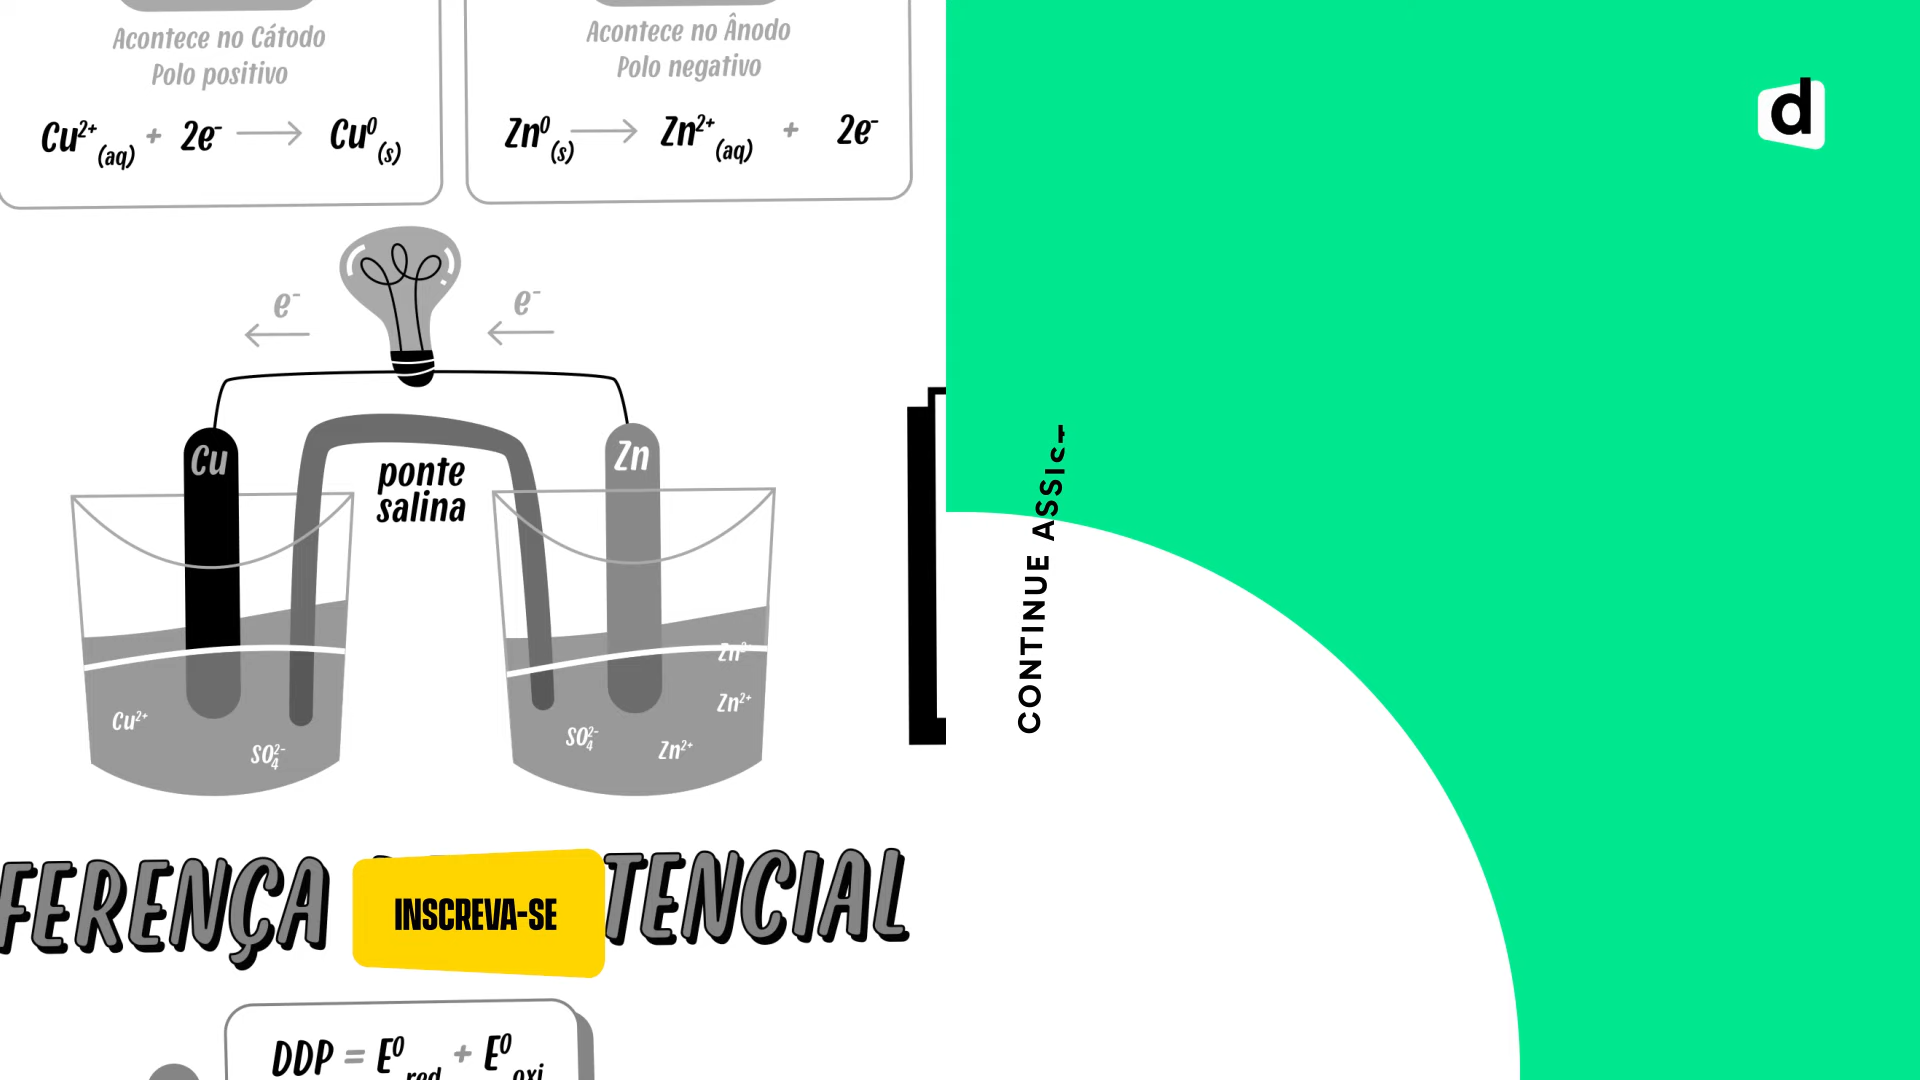 Acontece no Cátodo
Polo positivo
Cu²⁺(aq) + 2e⁻ → Cu⁰(s)
Acontece no Ânodo
Polo negativo
Zn⁰(s) → Zn²⁺(aq) + 2e⁻
e⁻
e⁻
Cu
ponte
salina
Zn
Cu²⁺
SO₄²⁻
SO₄²⁻
Zn²⁺
Zn²⁺
FERENÇA
TENCIAL
INSCREVA-SE
DDP = E⁰red + E⁰oxi
CONTINUE
d